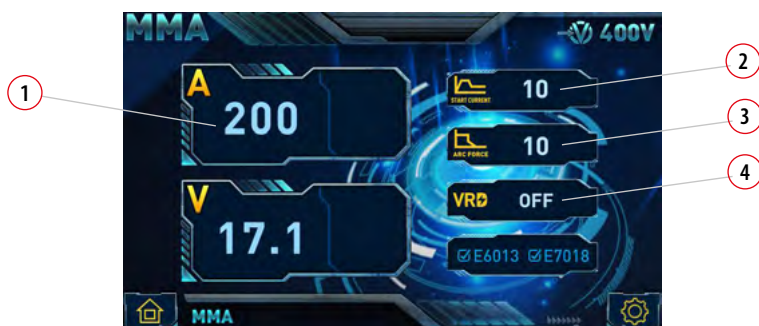 MMA
400V
1
A
200
2
START CURRENT
10
3
ARC FORCE
10
4
VRD
OFF
V
17.1
E6013 E7018
MMA